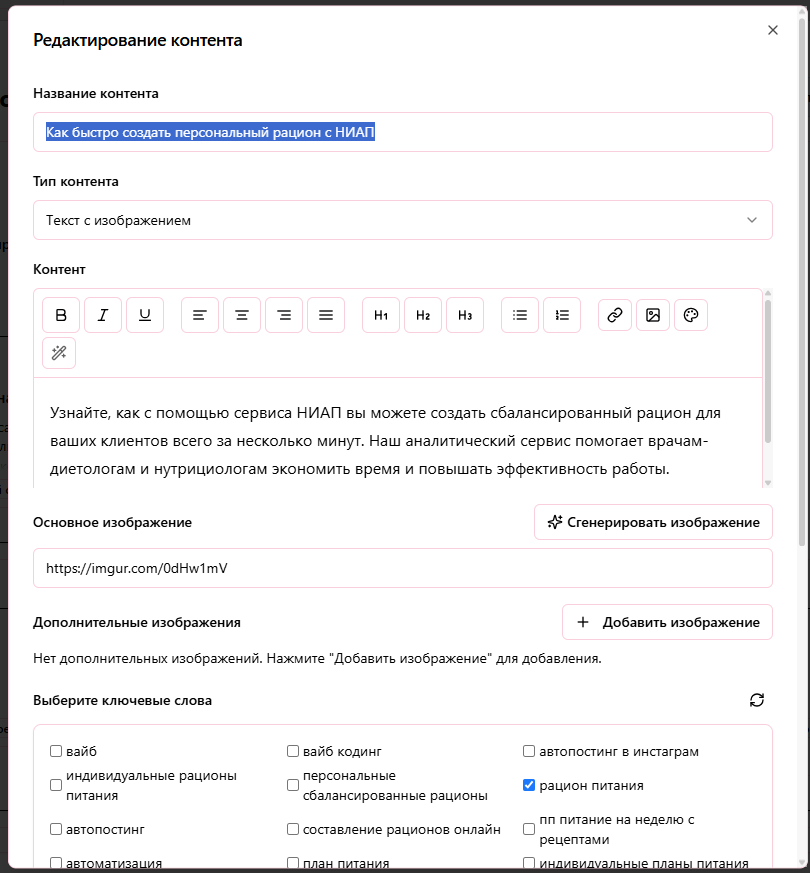 Редактирование контента
Название контента
Как быстро создать персональный рацион с НИАП
Тип контента
Текст с изображением
Контент
B I U H1 H2 H3
Узнайте, как с помощью сервиса НИАП вы можете создать сбалансированный рацион для
ваших клиентов всего за несколько минут. Наш аналитический сервис помогает врачам-
диетологам и нутрициологам экономить время и повышать эффективность работы.
Основное изображение
Сгенерировать изображение
https://imgur.com/0dHw1mV
Дополнительные изображения
Добавить изображение
Нет дополнительных изображений. Нажмите "Добавить изображение" для добавления.
Выберите ключевые слова
вайб
вайб кодинг
автопостинг в инстаграм
индивидуальные рационы
питания
персональные
сбалансированные рационы
рацион питания
автопостинг
составление рационов онлайн
пп питание на неделю с
рецептами
автоматизация
план питания
индивидуальные планы питания